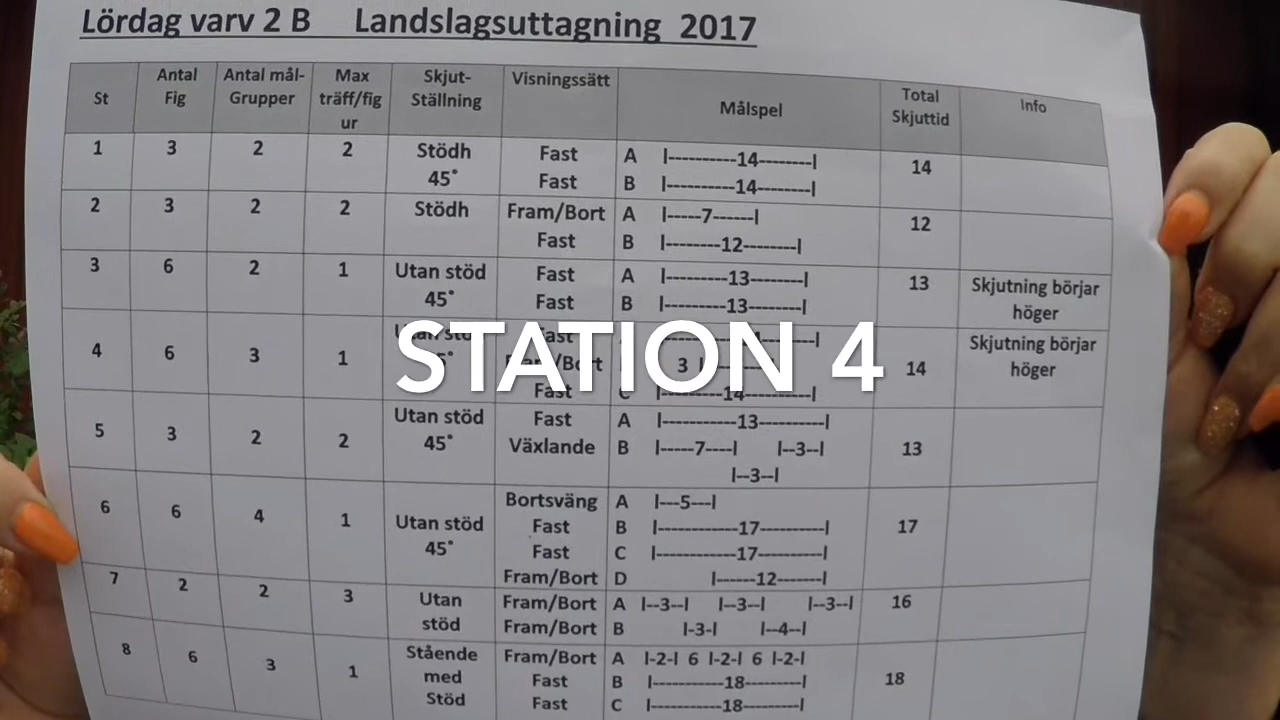 Lördag varv 2 B Landslagsuttagning 2017
St Antal Fig Antal mål-Grupper Max träff/figur Skjut-Ställning Visningssätt Målspel Total Skjuttid Info
1 3 2 2 Stödh 45° Fast A |----------14--------| 14
Fast B |----------14--------|
2 3 2 2 Stödh Fram/Bort A |-----7------| 12
Fast B |--------12--------|
3 6 2 1 Utan stöd 45° Fast A |---------13--------| 13 Skjutning börjar höger
Fast B |---------13--------|
STATION 4
4 6 3 1 Fast 14 Skjutning börjar höger
3
Fast C |---------14---------|
5 3 2 2 Utan stöd 45° Fast A |-----------13----------| 13
Växlande B |-----7----| |--3--|
|--3--|
6 6 4 1 Utan stöd 45° Bortsväng A |---5---| 17
Fast B |------------17---------|
Fast C |------------17---------|
Fram/Bort D |------12-------|
7 2 2 3 Utan stöd Fram/Bort A |--3--| |--3--| |--3--| 16
Fram/Bort B |-3-| |--4--|
8 6 3 1 Stående med Stöd Fram/Bort A |-2-| 6 |-2-| 6 |-2-| 18
Fast B |----------18--------|
Fast C |----------18--------|